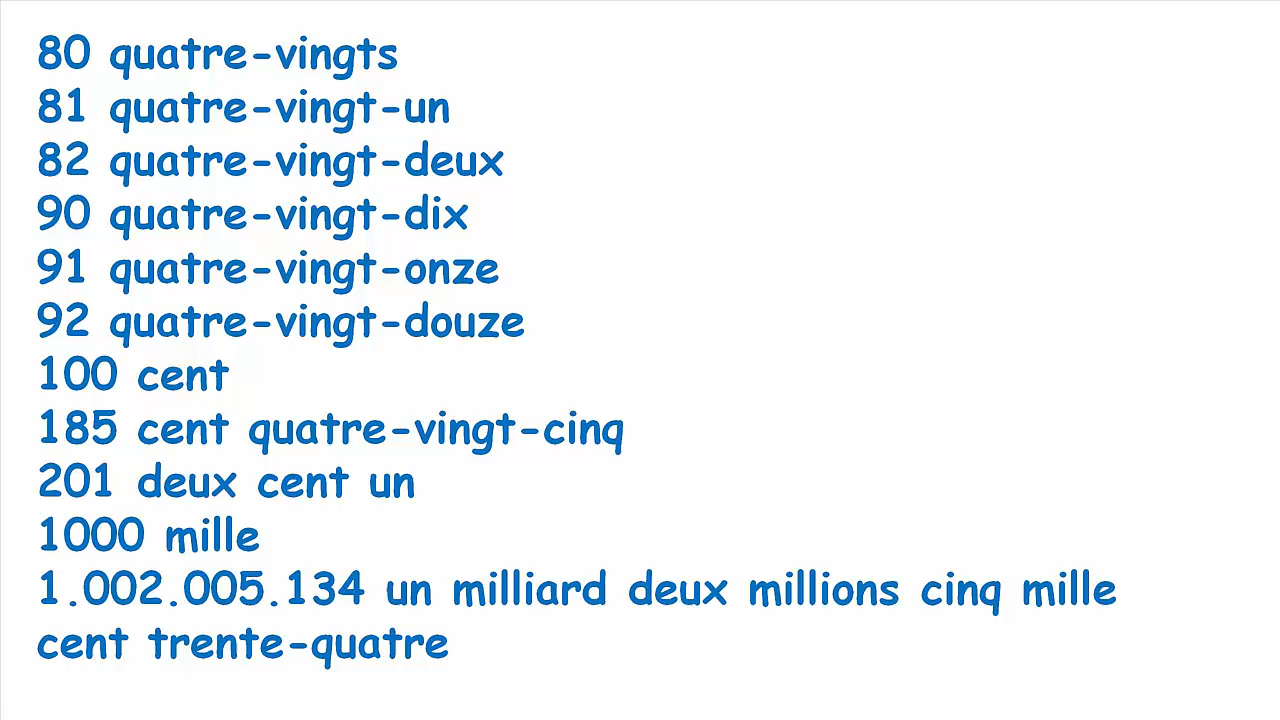 80 quatre-vingts
81 quatre-vingt-un
82 quatre-vingt-deux
90 quatre-vingt-dix
91 quatre-vingt-onze
92 quatre-vingt-douze
100 cent
185 cent quatre-vingt-cinq
201 deux cent un
1000 mille
1.002.005.134 un milliard deux millions cinq mille
cent trente-quatre